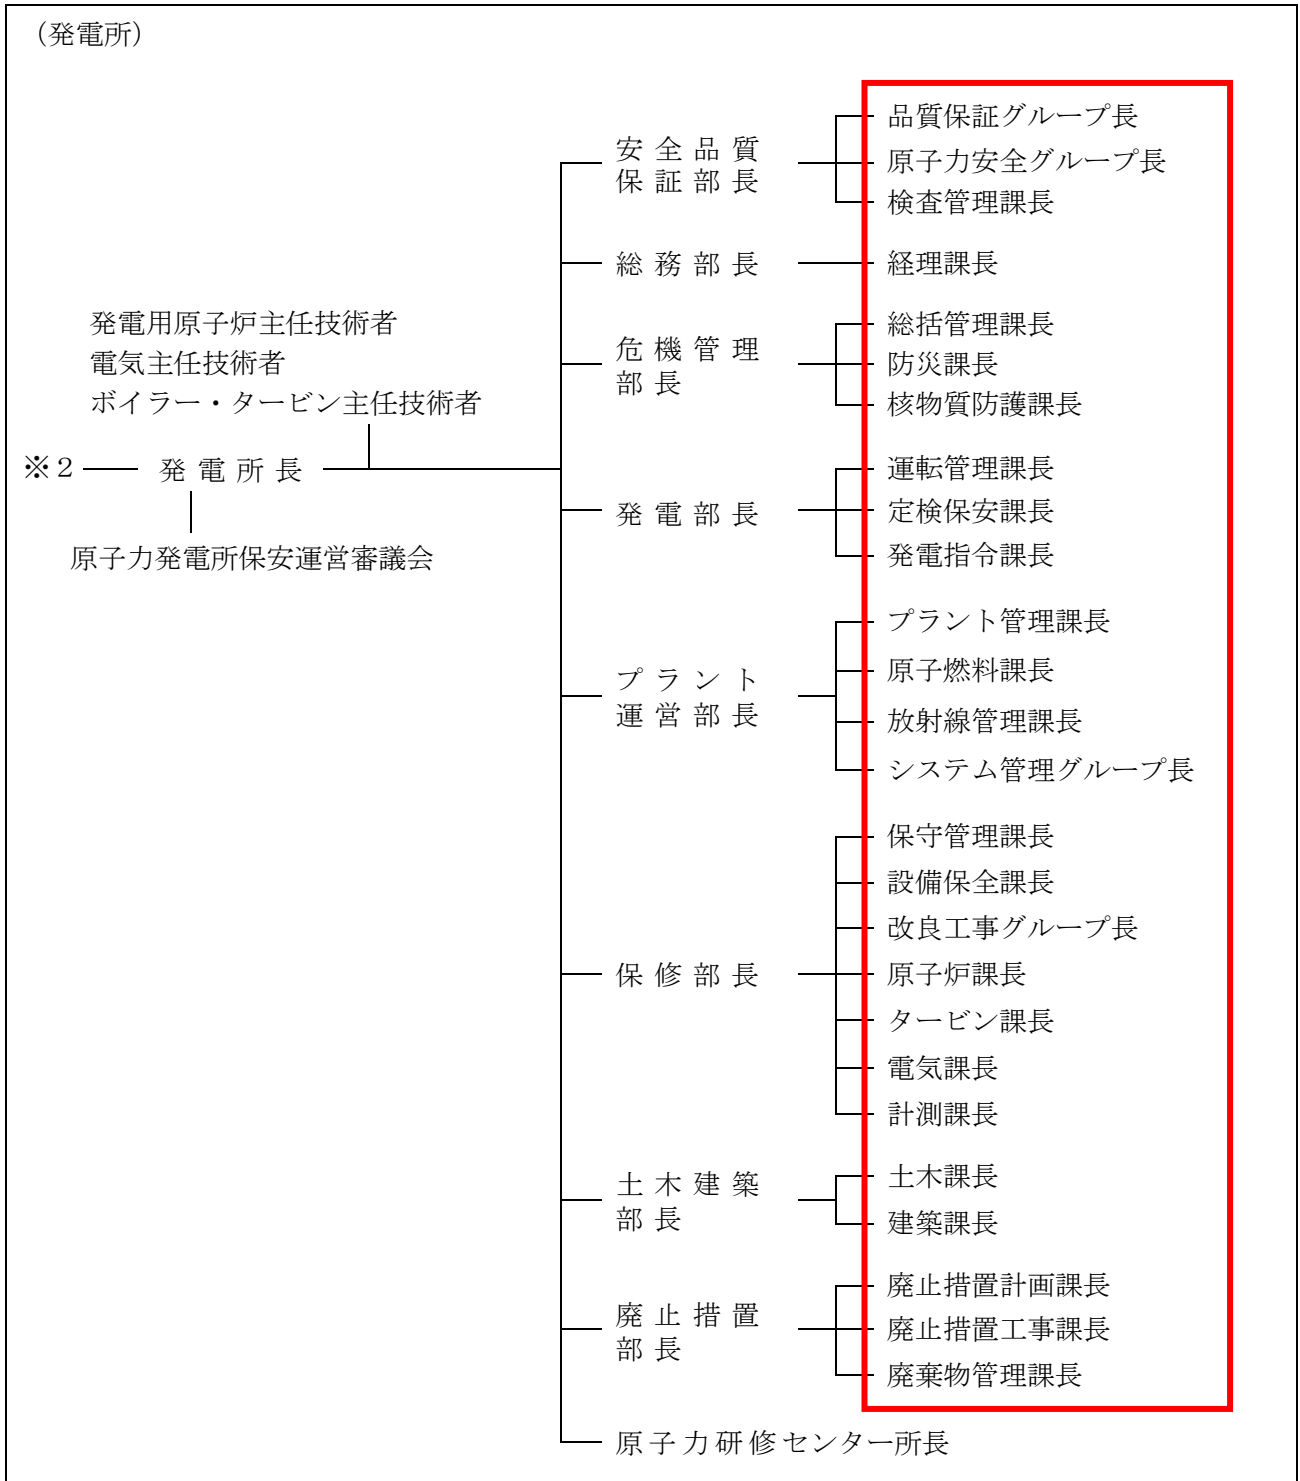 （発電所）
発電用原子炉主任技術者
電気主任技術者
ボイラー・タービン主任技術者
※２
発電所長
原子力発電所保安運営審議会
安全品質
保証部長
品質保証グループ長
原子力安全グループ長
検査管理課長
総務部長
経理課長
危機管理
部長
総括管理課長
防災課長
核物質防護課長
発電部長
運転管理課長
定検保安課長
発電指令課長
プラント
運営部長
プラント管理課長
原子燃料課長
放射線管理課長
システム管理グループ長
保修部長
保守管理課長
設備保全課長
改良工事グループ長
原子炉課長
タービン課長
電気課長
計測課長
土木建築
部長
土木課長
建築課長
廃止措置
部長
廃止措置計画課長
廃止措置工事課長
廃棄物管理課長
原子力研修センター所長